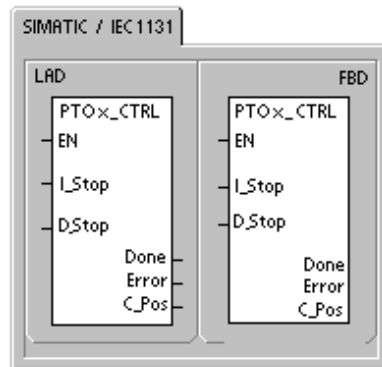 SIMATIC / IEC1131
LAD
PTOx_CTRL
EN
I_Stop
D_Stop
Done
Error
C_Pos
FBD
PTOx_CTRL
EN
I_Stop
D_Stop
Done
Error
C_Pos